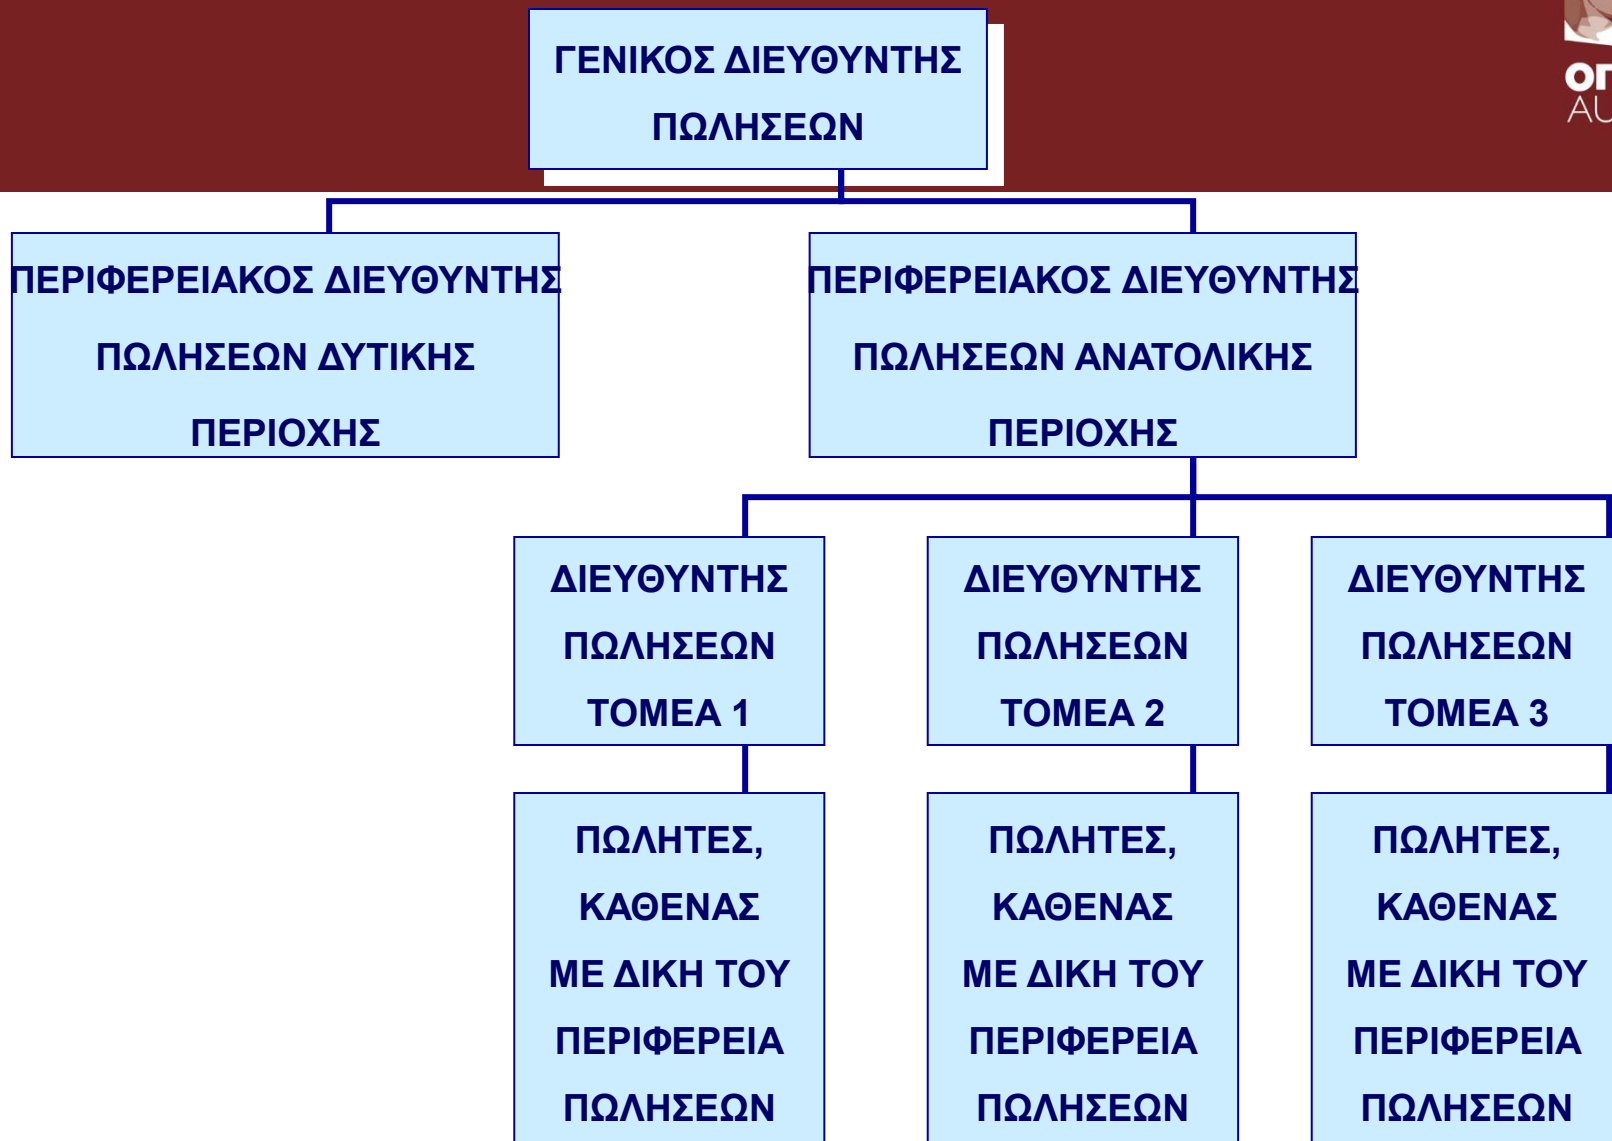 ΓΕΝΙΚΟΣ ΔΙΕΥΘΥΝΤΗΣ
ΠΩΛΗΣΕΩΝ
ΠΕΡΙΦΕΡΕΙΑΚΟΣ ΔΙΕΥΘΥΝΤΗΣ
ΠΩΛΗΣΕΩΝ ΔΥΤΙΚΗΣ
ΠΕΡΙΟΧΗΣ
ΠΕΡΙΦΕΡΕΙΑΚΟΣ ΔΙΕΥΘΥΝΤΗΣ
ΠΩΛΗΣΕΩΝ ΑΝΑΤΟΛΙΚΗΣ
ΠΕΡΙΟΧΗΣ
ΔΙΕΥΘΥΝΤΗΣ
ΠΩΛΗΣΕΩΝ
ΤΟΜΕΑ 1
ΔΙΕΥΘΥΝΤΗΣ
ΠΩΛΗΣΕΩΝ
ΤΟΜΕΑ 2
ΔΙΕΥΘΥΝΤΗΣ
ΠΩΛΗΣΕΩΝ
ΤΟΜΕΑ 3
ΠΩΛΗΤΕΣ,
ΚΑΘΕΝΑΣ
ΜΕ ΔΙΚΗ ΤΟΥ
ΠΕΡΙΦΕΡΕΙΑ
ΠΩΛΗΣΕΩΝ
ΠΩΛΗΤΕΣ,
ΚΑΘΕΝΑΣ
ΜΕ ΔΙΚΗ ΤΟΥ
ΠΕΡΙΦΕΡΕΙΑ
ΠΩΛΗΣΕΩΝ
ΠΩΛΗΤΕΣ,
ΚΑΘΕΝΑΣ
ΜΕ ΔΙΚΗ ΤΟΥ
ΠΕΡΙΦΕΡΕΙΑ
ΠΩΛΗΣΕΩΝ